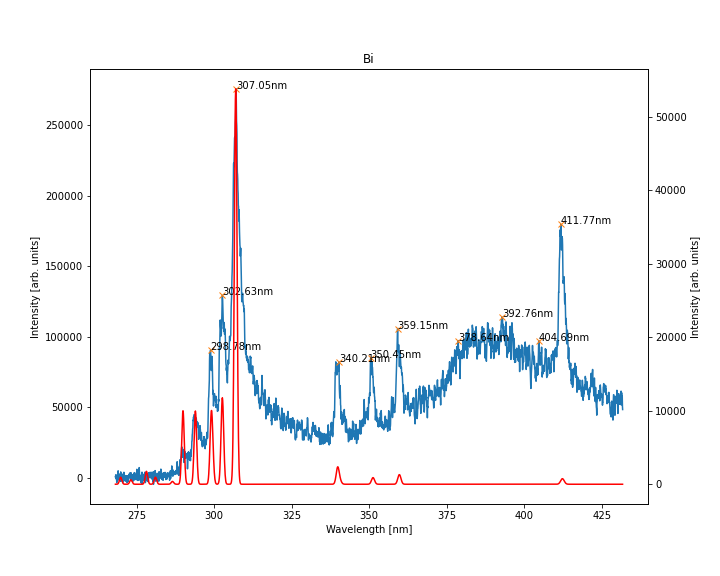 Bi
307.05nm
250000
50000
411.77nm
200000
40000
302.63nm
150000
30000
Intensity [arb. units]
Intensity [arb. units]
392.76nm
359.15nm
378.64nm
404.69nm
298.78nm
340.21nm
350.45nm
100000
20000
50000
10000
0
0
275
300
325
350
375
400
425
Wavelength [nm]